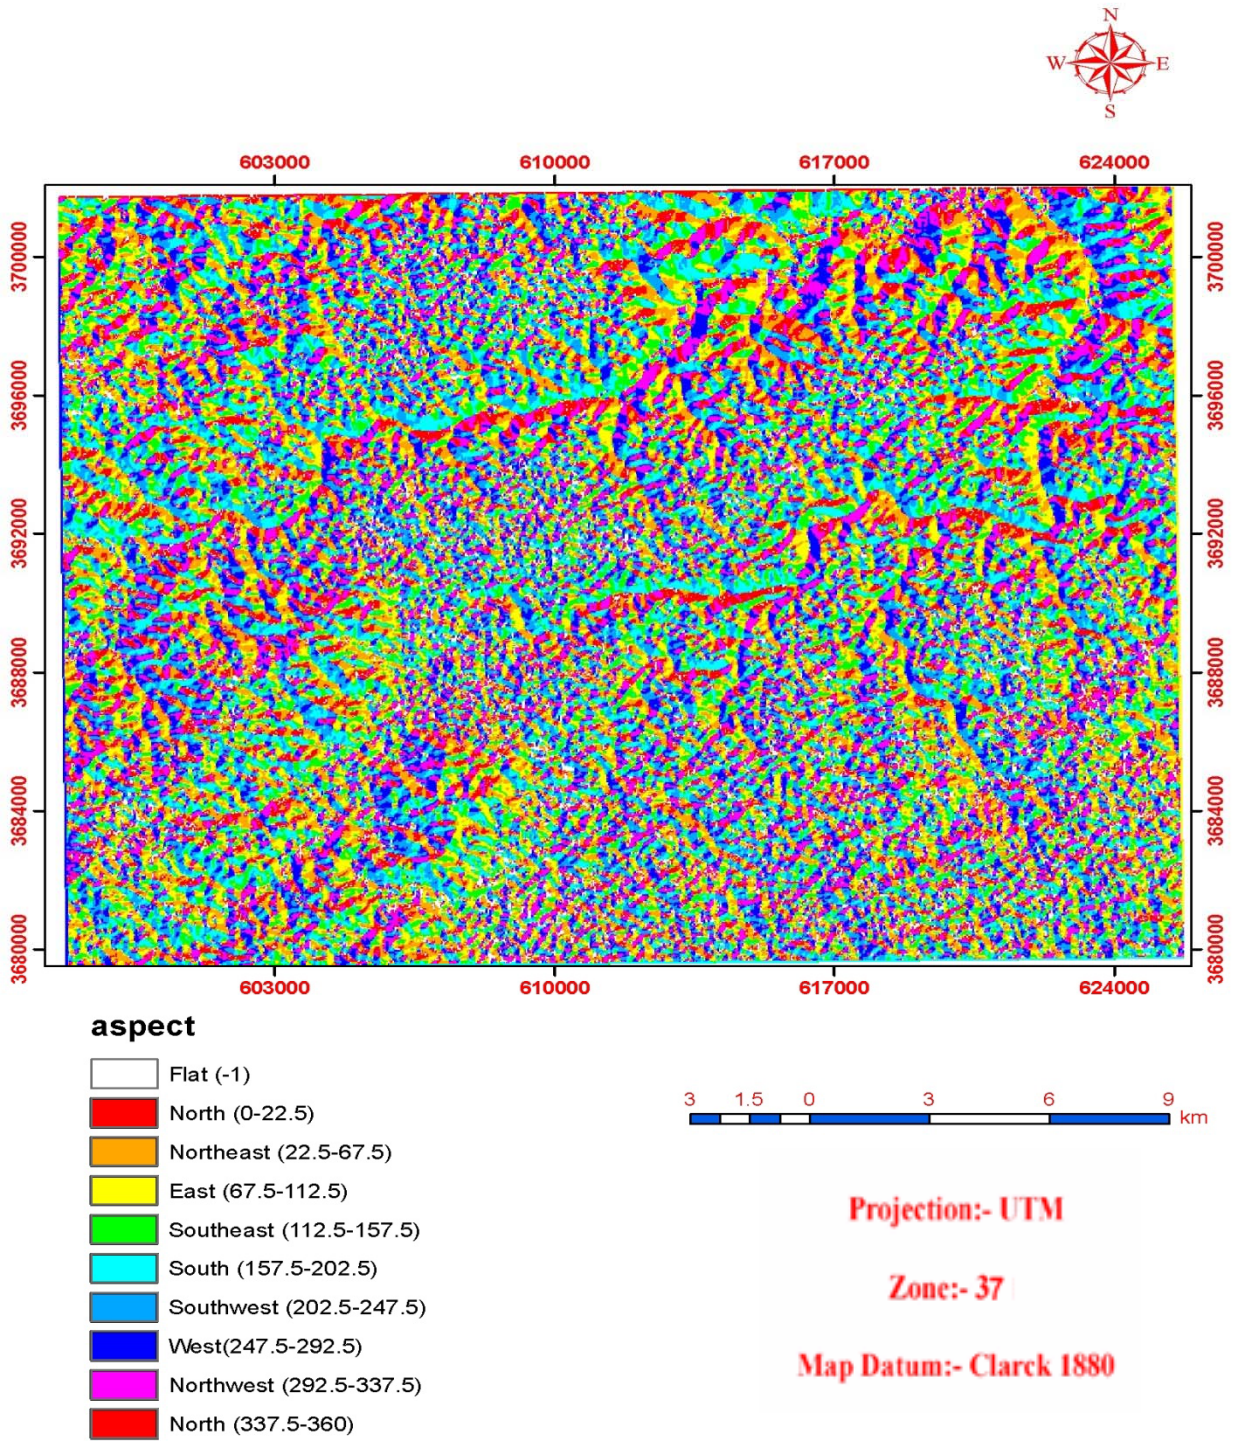 N
W E
S
603000 610000 617000 624000
3700000 3700000
3696000 3696000
3692000 3692000
3688000 3688000
3684000 3684000
3680000 3680000
603000 610000 617000 624000
aspect
Flat (-1)
North (0-22.5)
Northeast (22.5-67.5)
East (67.5-112.5)
Southeast (112.5-157.5)
South (157.5-202.5)
Southwest (202.5-247.5)
West(247.5-292.5)
Northwest (292.5-337.5)
North (337.5-360)
3 1.5 0 3 6 9
km
Projection:- UTM
Zone:- 37
Map Datum:- Clarck 1880